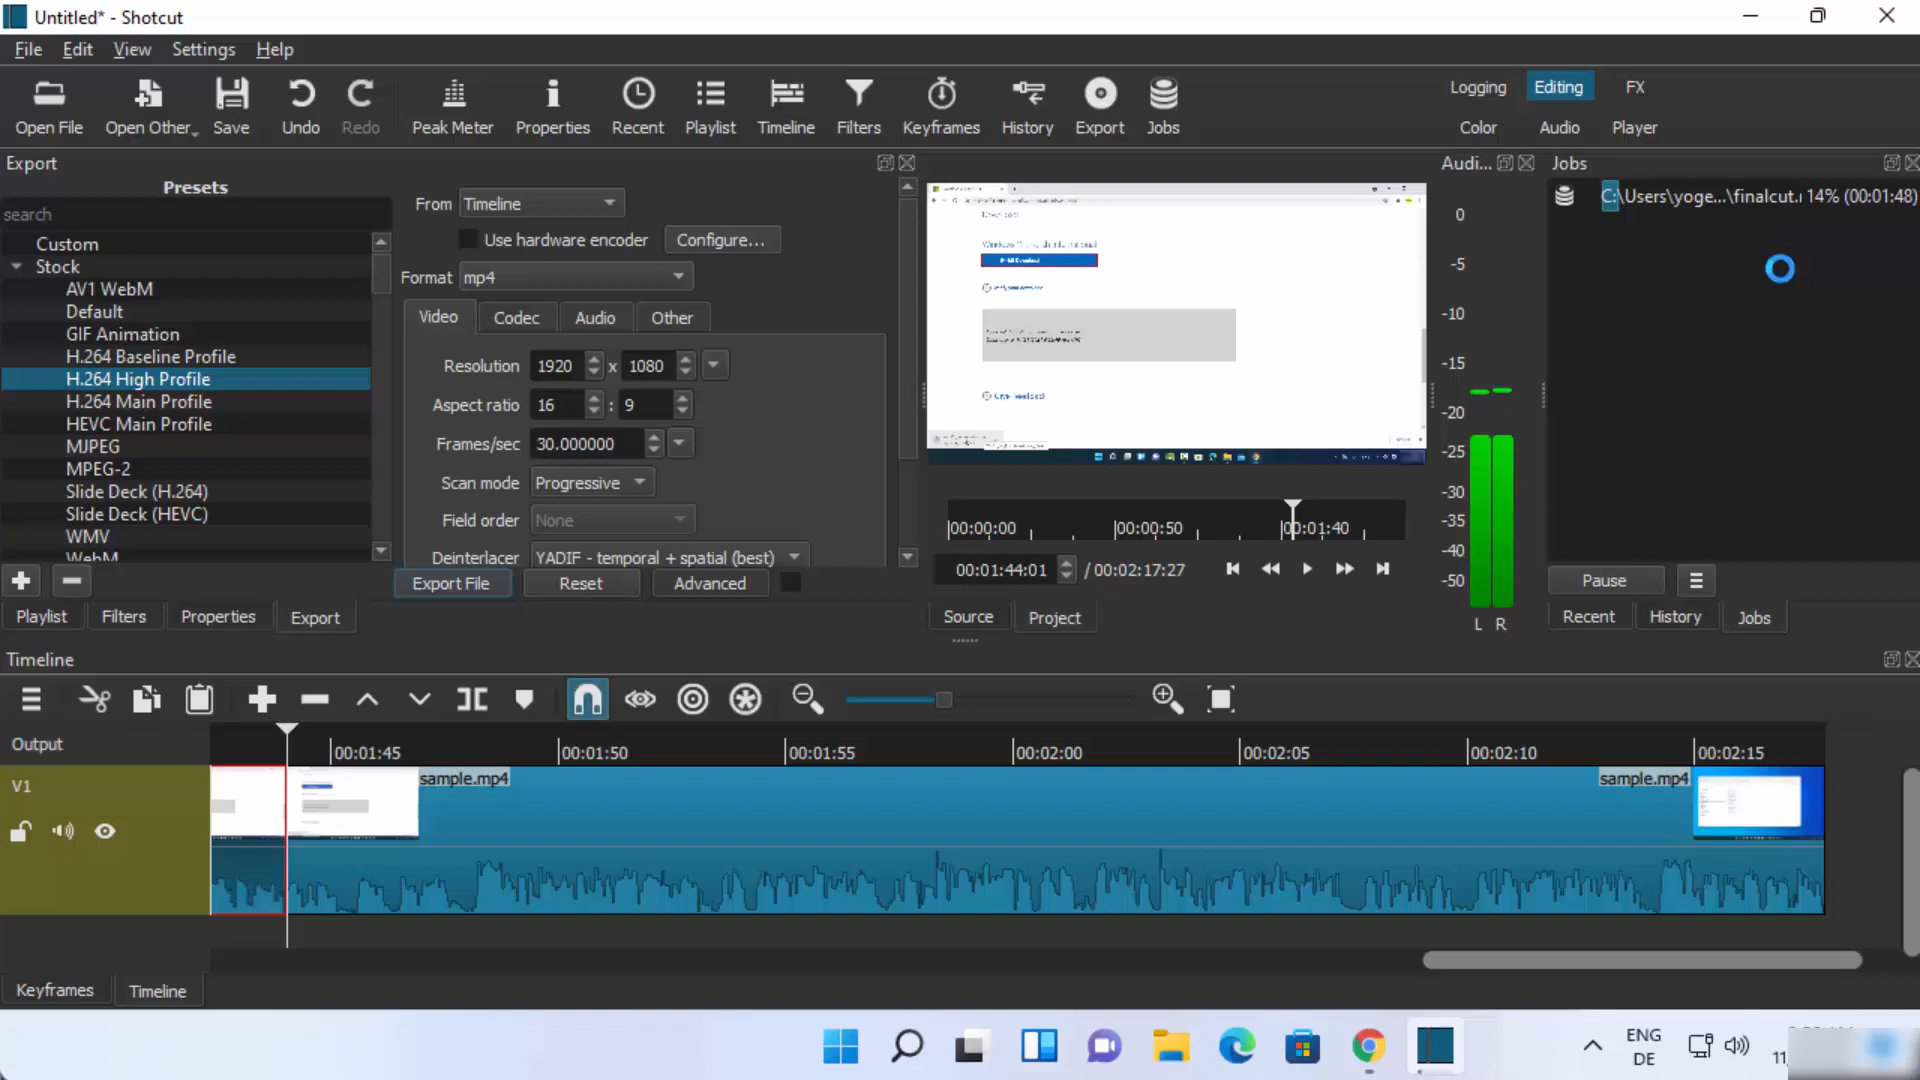 Untitled* - Shotcut
File Edit View Settings Help
Open File Open Other Save Undo Redo Peak Meter Properties Recent Playlist Timeline Filters Keyframes History Export Jobs
Logging Editing FX
Color Audio Player
Export
Presets
search
Custom
Stock
AV1 WebM
Default
GIF Animation
H.264 Baseline Profile
H.264 High Profile
H.264 Main Profile
HEVC Main Profile
MJPEG
MPEG-2
Slide Deck (H.264)
Slide Deck (HEVC)
WMV
WebM
From Timeline
Use hardware encoder Configure...
Format mp4
Video Codec Audio Other
Resolution 1920 x 1080
Aspect ratio 16 : 9
Frames/sec 30.000000
Scan mode Progressive
Field order None
Deinterlacer YADIF - temporal + spatial (best)
Export File Reset Advanced
Playlist Filters Properties Export
00:00:00 00:00:50 00:01:40
00:01:44:01 / 00:02:17:27
Source Project
Audi...
0
-5
-10
-15
-20
-25
-30
-35
-40
-50
L R
Jobs
C:\Users\yoge...\finalcut.ı 14% (00:01:48)
Pause
Recent History Jobs
Timeline
Output
00:01:45 00:01:50 00:01:55 00:02:00 00:02:05 00:02:10 00:02:15
V1
sample.mp4 sample.mp4
Keyframes Timeline
ENG
DE
11